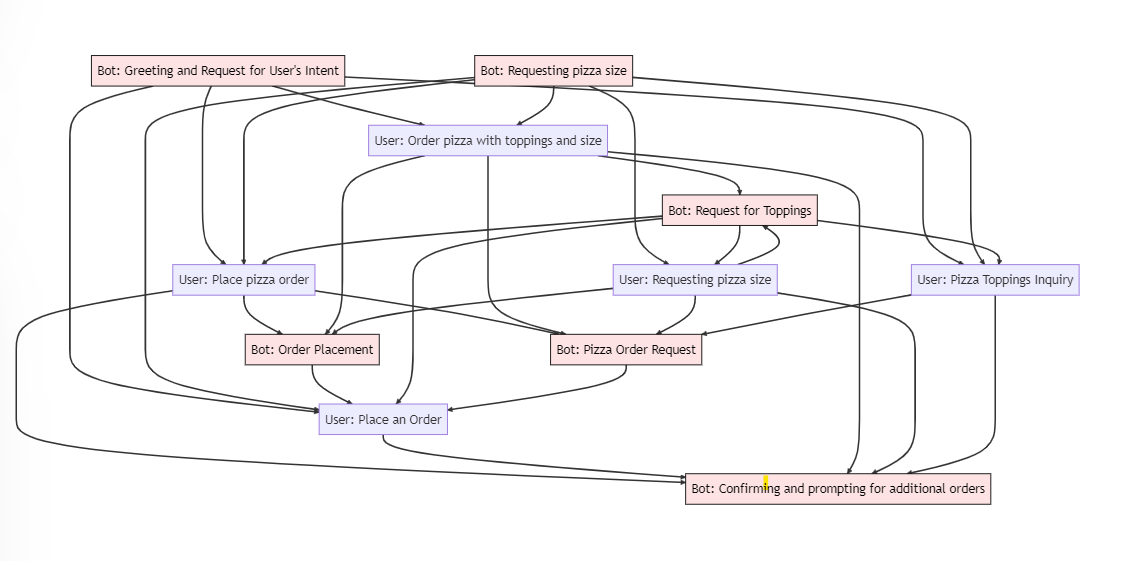 Bot: Greeting and Request for User's Intent
Bot: Requesting pizza size
User: Order pizza with toppings and size
Bot: Request for Toppings
User: Place pizza order
User: Requesting pizza size
User: Pizza Toppings Inquiry
Bot: Order Placement
Bot: Pizza Order Request
User: Place an Order
Bot: Confirming and prompting for additional orders